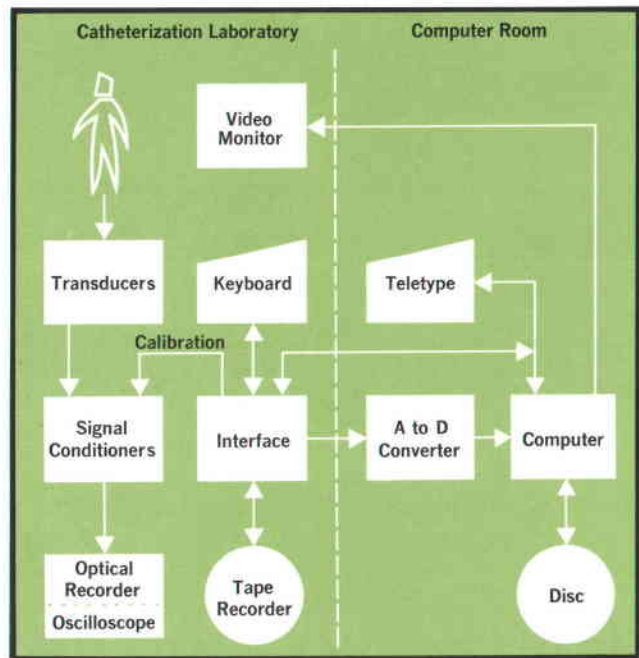 Catheterization Laboratory
Computer Room
Video
Monitor
Transducers
Keyboard
Teletype
Calibration
Signal
Conditioners
Interface
A to D
Converter
Computer
Optical
Recorder
Oscilloscope
Tape
Recorder
Disc